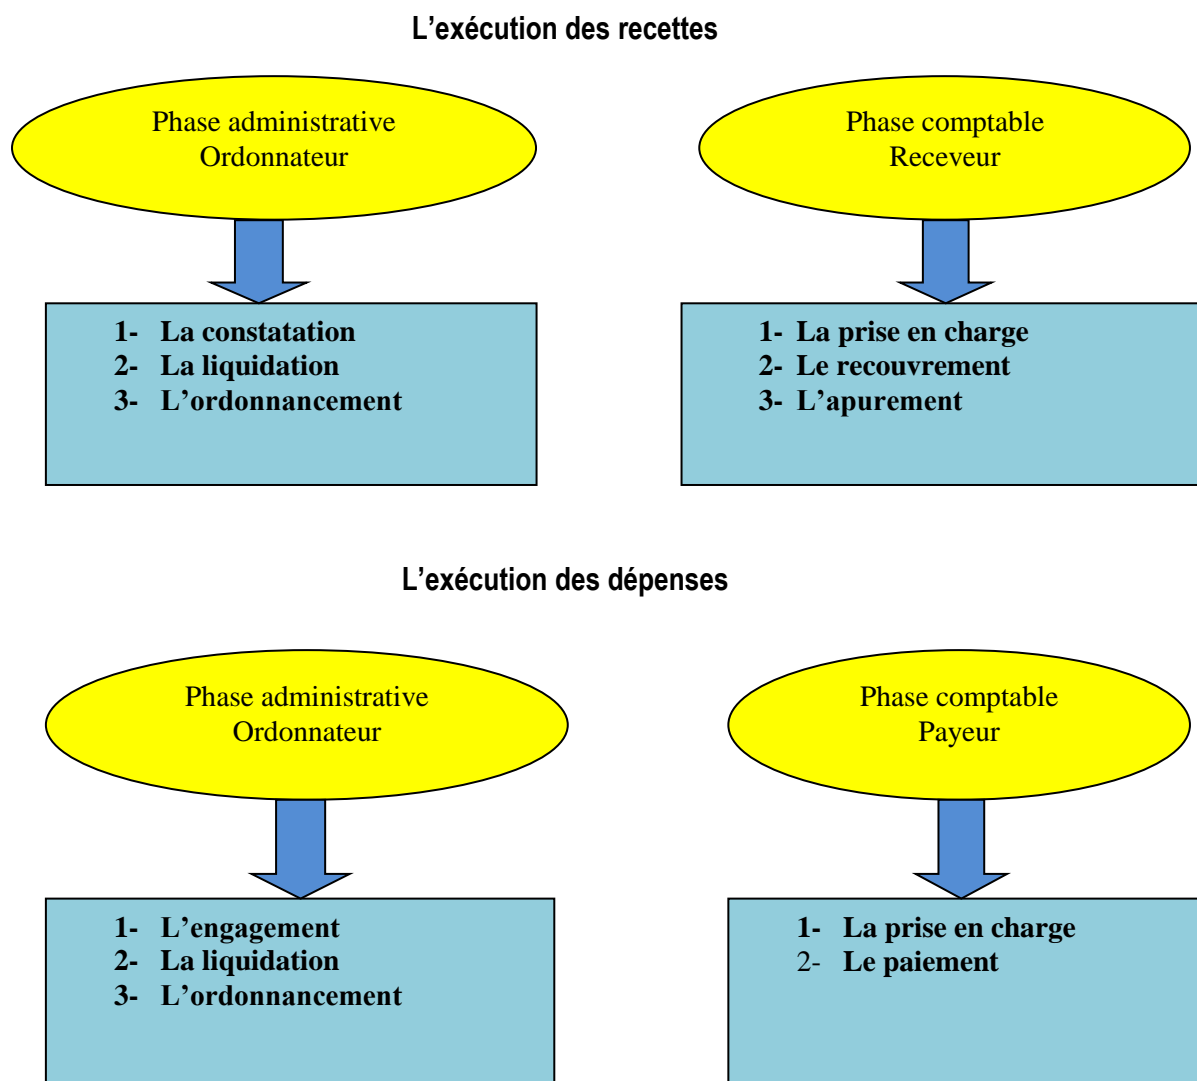 L’exécution des recettes
Phase administrative
Ordonnateur
Phase comptable
Receveur
1- La constatation
2- La liquidation
3- L’ordonnancement
1- La prise en charge
2- Le recouvrement
3- L’apurement
L’exécution des dépenses
Phase administrative
Ordonnateur
Phase comptable
Payeur
1- L’engagement
2- La liquidation
3- L’ordonnancement
1- La prise en charge
2- Le paiement